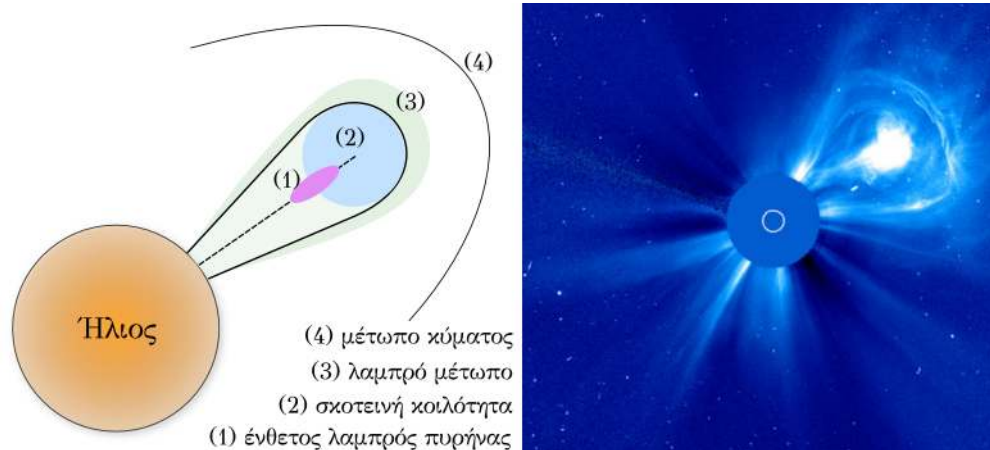 (4)
(3)
(2)
(1)
Ήλιος
(4) μέτωπο κύματος
(3) λαμπρό μέτωπο
(2) σκοτεινή κοιλότητα
(1) ένθετος λαμπρός πυρήνας